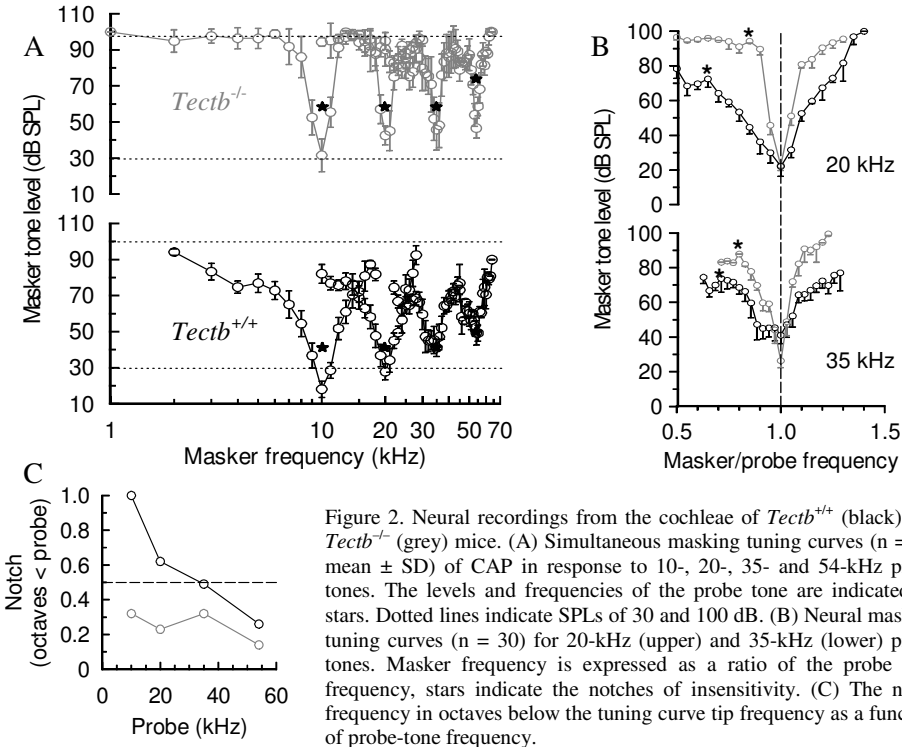 A
110
100
90
70
50
30
10
Tectb-/-
110
90
70
50
30
10
Tectb+/+
1
10
20
30
50
70
Masker frequency (kHz)
Masker tone level (dB SPL)
B
100
80
60
40
20
0
20 kHz
100
80
60
40
20
0
35 kHz
0.5
1.0
1.5
Masker/probe frequency
Masker tone level (dB SPL)
C
1.0
0.8
0.6
0.4
0.2
0
0
20
40
60
Probe (kHz)
Notch
(octaves < probe)
Figure 2. Neural recordings from the cochleae of Tectb+/+ (black)
Tectb–/– (grey) mice. (A) Simultaneous masking tuning curves (n =
mean ± SD) of CAP in response to 10-, 20-, 35- and 54-kHz p
tones. The levels and frequencies of the probe tone are indicated
stars. Dotted lines indicate SPLs of 30 and 100 dB. (B) Neural mas
tuning curves (n = 30) for 20-kHz (upper) and 35-kHz (lower) p
tones. Masker frequency is expressed as a ratio of the probe
frequency, stars indicate the notches of insensitivity. (C) The n
frequency in octaves below the tuning curve tip frequency as a func
of probe-tone frequency.